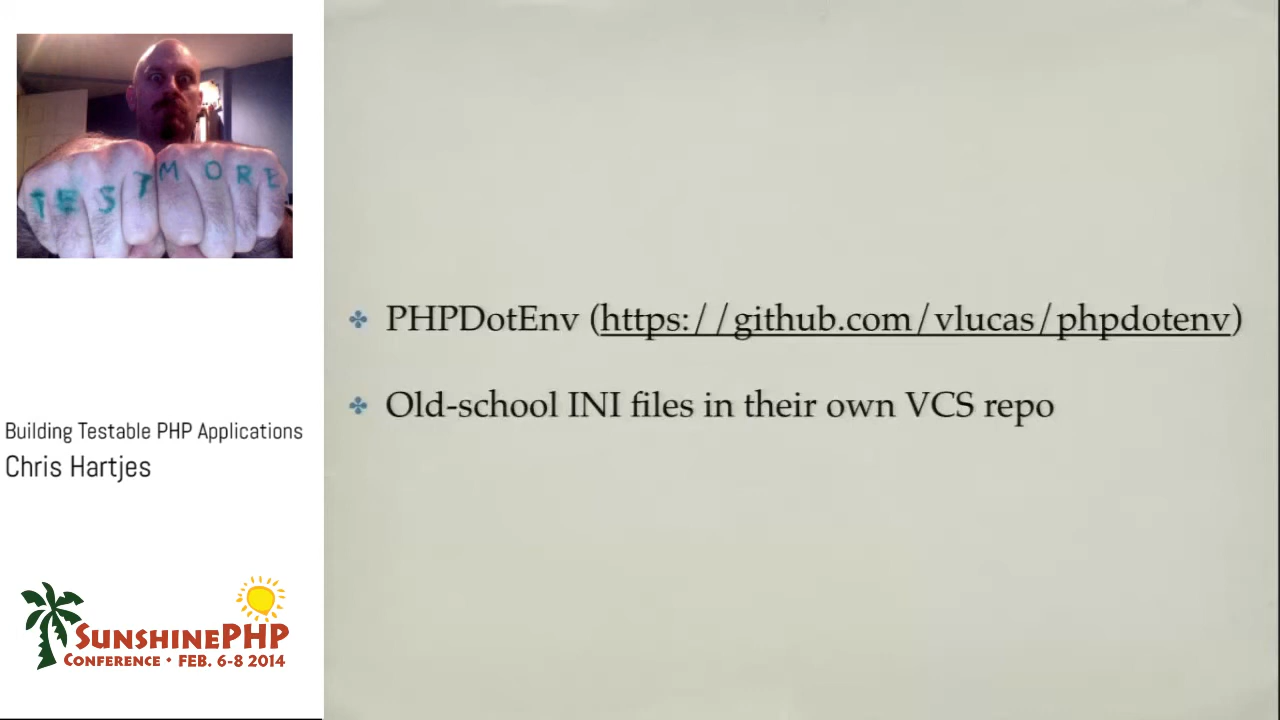 TEST MORE
PHPDotEnv (https://github.com/vlucas/phpdotenv)
Old-school INI files in their own VCS repo
Building Testable PHP Applications
Chris Hartjes
SUNSHINEPHP
CONFERENCE • FEB. 6-8 2014